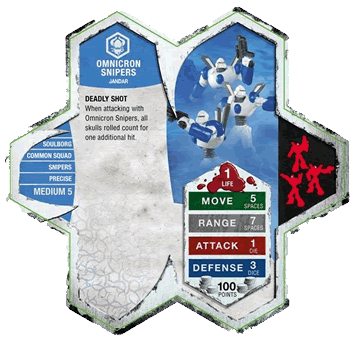 OMNICRON
SNIPERS
JANDAR
DEADLY SHOT
When attacking with
Omnicron Snipers, all
skulls rolled count for
one additional hit.
SOULBORG
COMMON SQUAD
SNIPERS
PRECISE
MEDIUM 5
1
LIFE
MOVE 5
SPACES
RANGE 7
SPACES
ATTACK 1
DIE
DEFENSE 3
DICE
100
POINTS